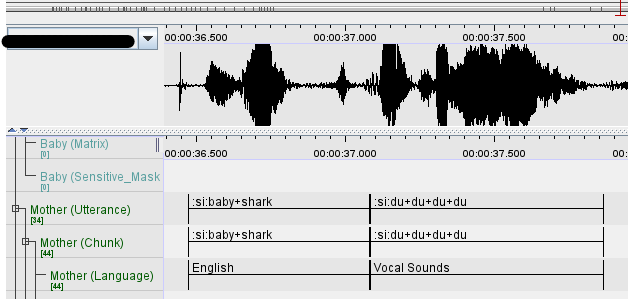 00:00:36.500 00:00:37.000 00:00:37.500 00:
00:00:36.500 00:00:37.000 00:00:37.500 00:
Baby (Matrix)
[0]
Baby (Sensitive_Mask
[0]
Mother (Utterance) :si:baby+shark :si:du+du+du+du
[34]
Mother (Chunk) :si:baby+shark :si:du+du+du+du
[44]
Mother (Language) English Vocal Sounds
[44]